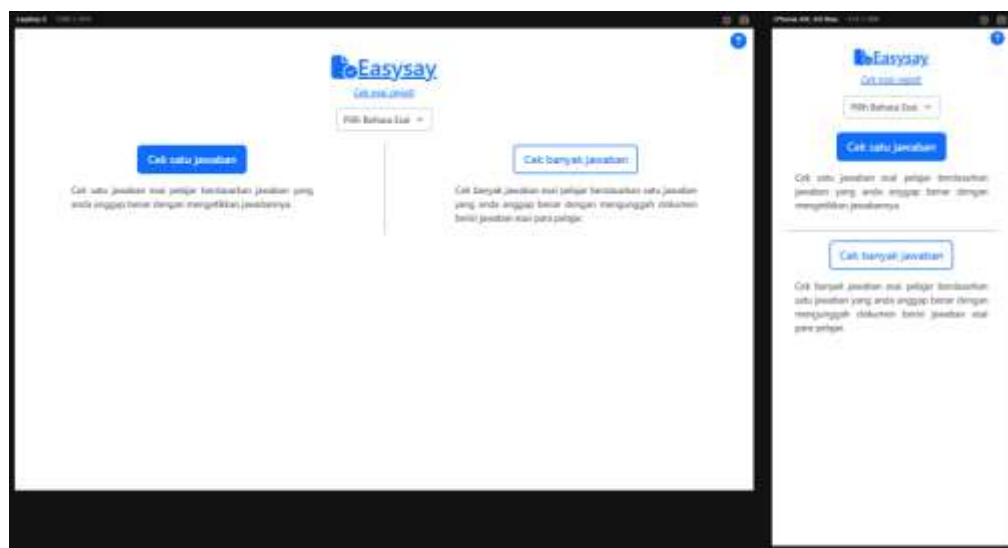 Easysay
Cek esai
Pilih Bahasa Esai
Cek satu jawaban
Cek satu jawaban esai pelajar berdasarkan jawaban yang
anda anggap benar dengan mengetikkan jawabannya
Cek banyak jawaban
Cek banyak jawaban esai pelajar berdasarkan satu jawaban
yang anda anggap benar dengan mengunggah dokumen
berisi jawaban esai para pelajar.
Easysay
Cek esai
Pilih Bahasa Esai
Cek satu jawaban
Cek satu jawaban esai pelajar berdasarkan
jawaban yang anda anggap benar dengan
mengetikkan jawabannya
Cek banyak jawaban
Cek banyak jawaban esai pelajar berdasarkan
satu jawaban yang anda anggap benar dengan
mengunggah dokumen berisi jawaban esai
para pelajar.